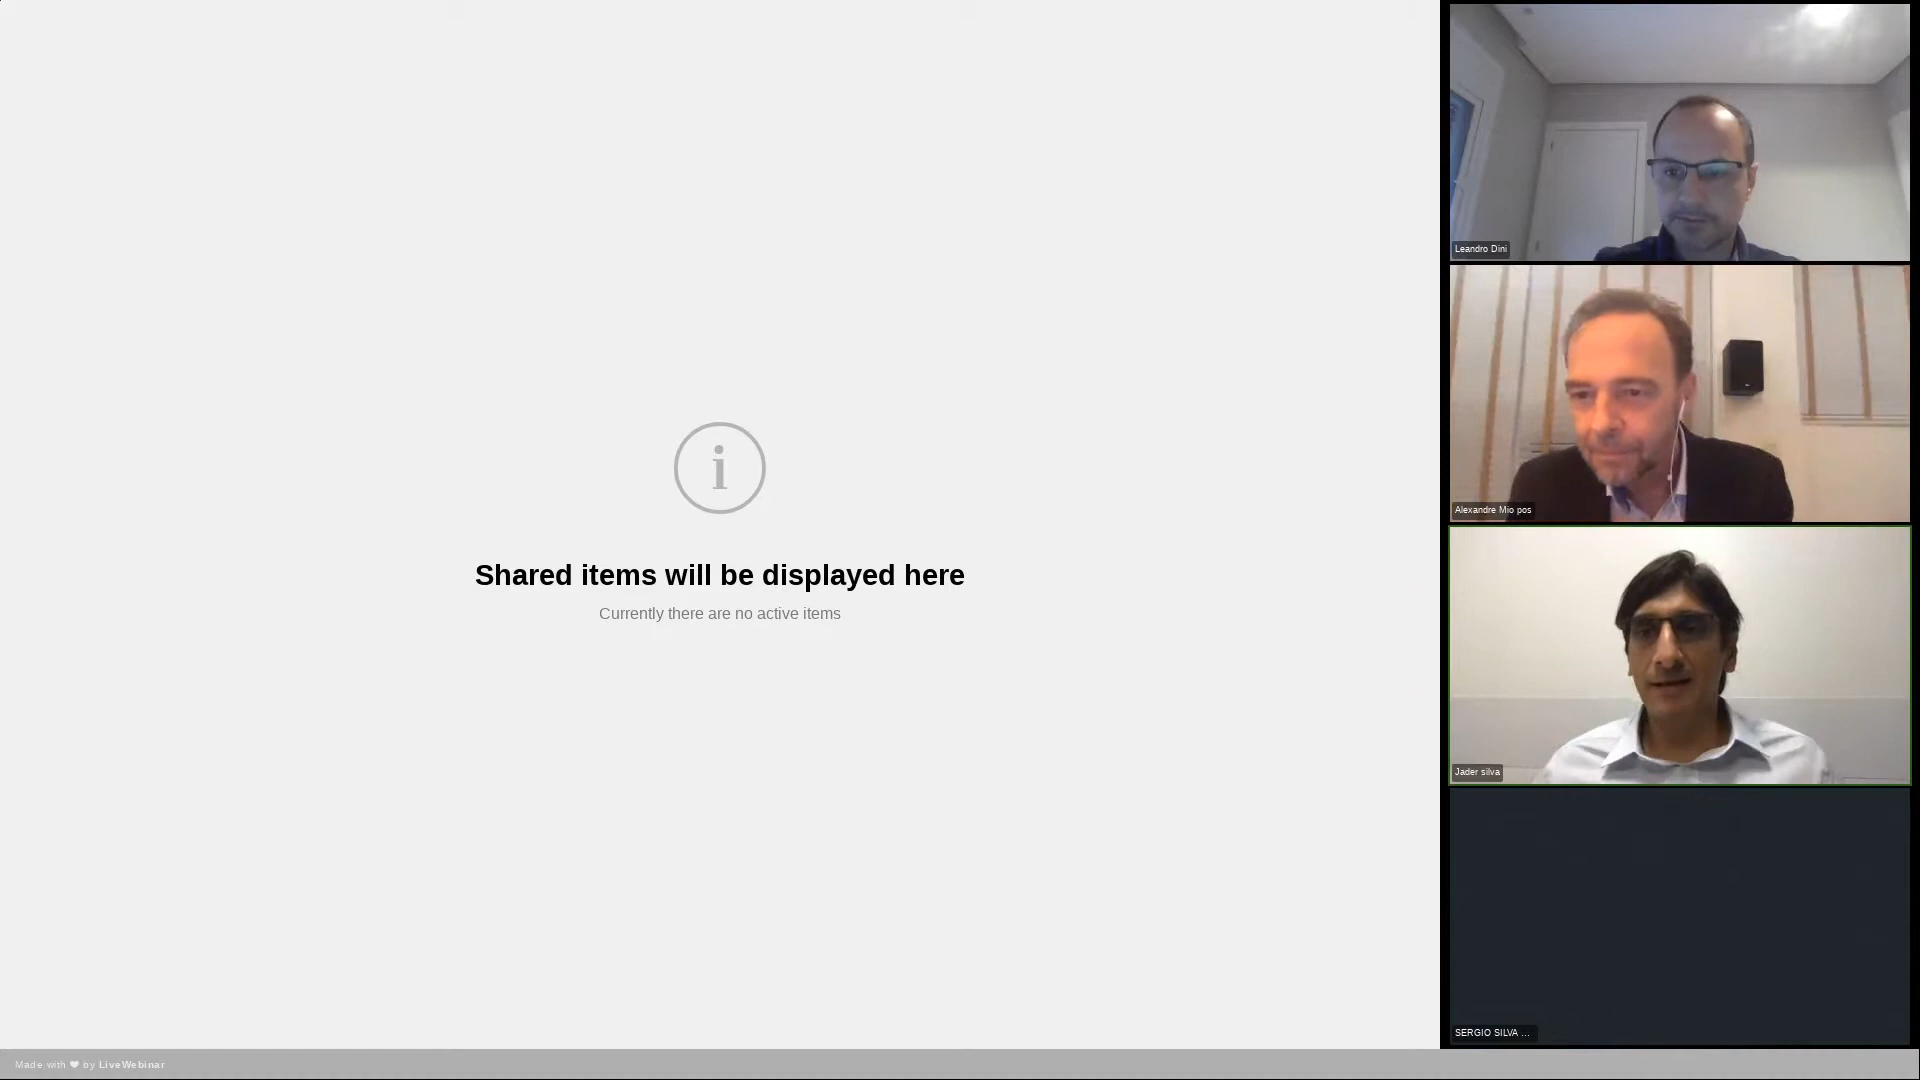 i
Shared items will be displayed here
Currently there are no active items
Leandro Dini
Alexandre Mio pos
Jader silva
SERGIO SILVA ...
Made with ❤ by LiveWebinar